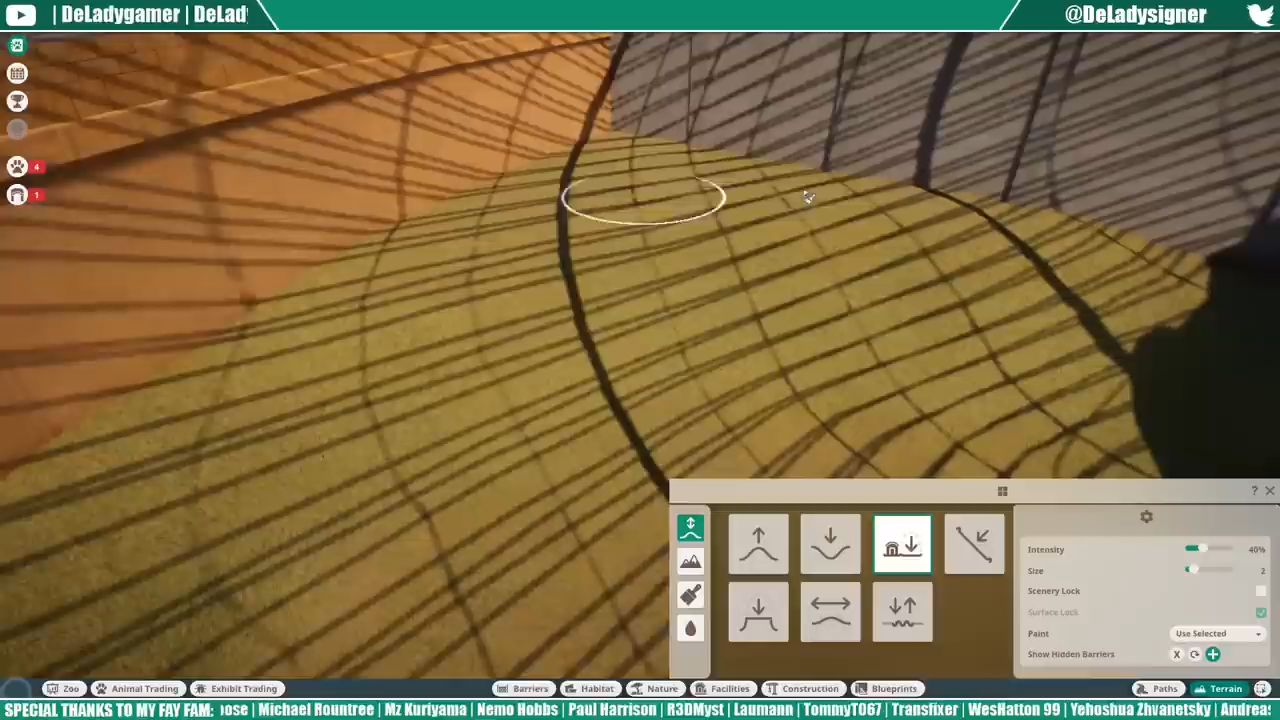 | DeLadygamer | DeLad
@DeLadysigner
4
1
? X
Intensity 40%
Size 2
Scenery Lock
Surface Lock
Paint Use Selected
Show Hidden Barriers X
Zoo Animal Trading Exhibit Trading Barriers Habitat Nature Facilities Construction Blueprints Paths Terrain
SPECIAL THANKS TO MY FAY FAM: oose | Michael Rountree | Mz Kuriyama | Nemo Hobbs | Paul Harrison | R3DMyst | Laumann | TommyT067 | Transfixer | WesHatton 99 | Yehoshua Zhvanetsky | Andreas